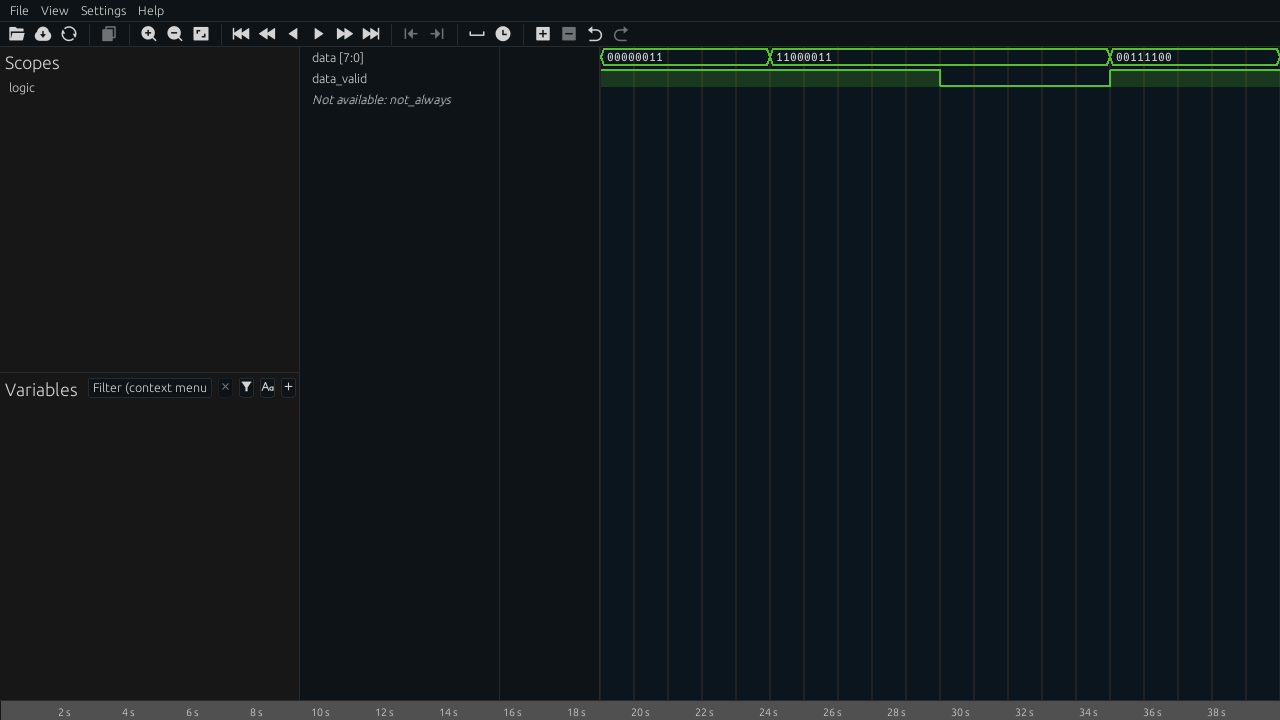 File View Settings Help
Scopes
logic
data [7:0]
data_valid
Not available: not_always
00000011 11000011 00111100
Variables Filter (context menu × Aa +
2 s 4 s 6 s 8 s 10 s 12 s 14 s 16 s 18 s 20 s 22 s 24 s 26 s 28 s 30 s 32 s 34 s 36 s 38 s